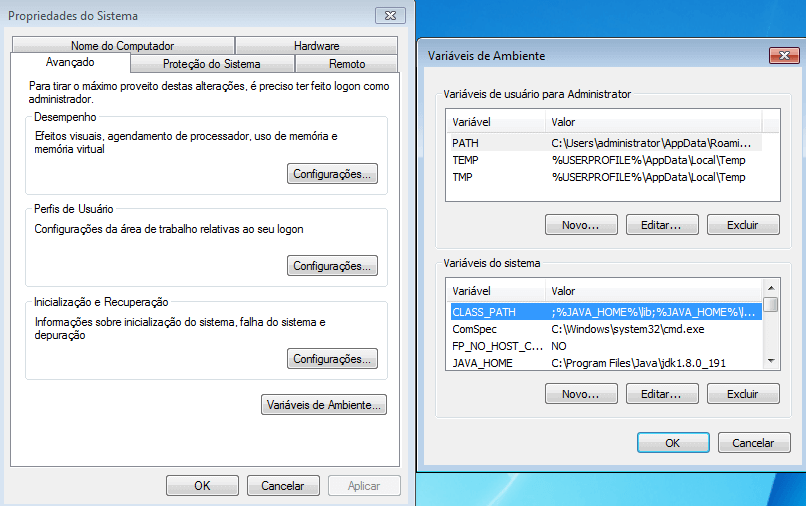 Propriedades do Sistema
Nome do Computador
Hardware
Avançado
Proteção do Sistema
Remoto
Para tirar o máximo proveito destas alterações, é preciso ter feito logon como
administrador.
Desempenho
Efeitos visuais, agendamento de processador, uso de memória e
memória virtual
Configurações...
Perfis de Usuário
Configurações da área de trabalho relativas ao seu logon
Configurações...
Inicialização e Recuperação
Informações sobre inicialização do sistema, falha do sistema e
depuração
Configurações...
Variáveis de Ambiente...
OK
Cancelar
Aplicar
Variáveis de Ambiente
Variáveis de usuário para Administrator
Variável Valor
PATH C:\Users\administrator\AppData\Roami...
TEMP %USERPROFILE%\AppData\Local\Temp
TMP %USERPROFILE%\AppData\Local\Temp
Novo...
Editar...
Excluir
Variáveis do sistema
Variável Valor
CLASS_PATH ;%JAVA_HOME%\lib;%JAVA_HOME%\l...
ComSpec C:\Windows\system32\cmd.exe
FP_NO_HOST_C... NO
JAVA_HOME C:\Program Files\Java\jdk1.8.0_191
Novo...
Editar...
Excluir
OK
Cancelar